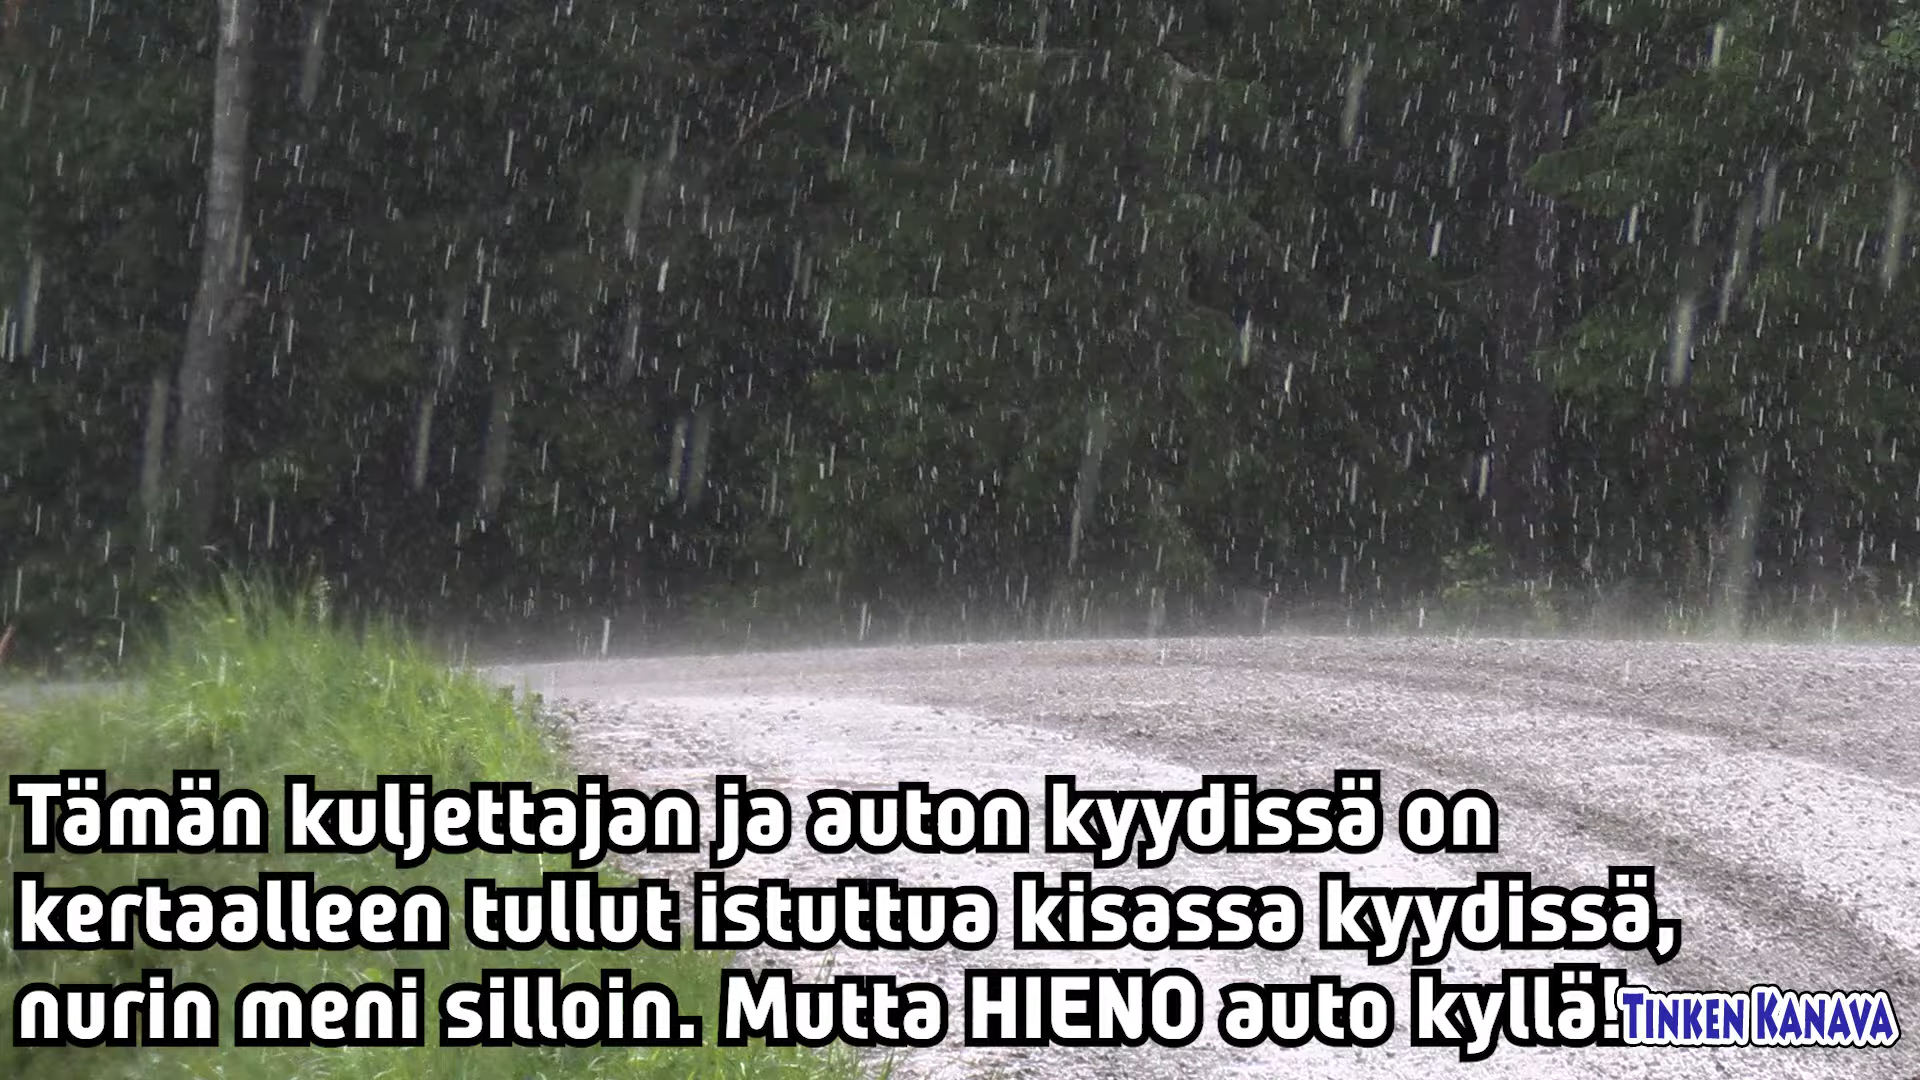 Tämän kuljettajan ja auton kyydissä on
kertaalleen tullut istuttua kisassa kyydissä,
nurin meni silloin. Mutta HIENO auto kyllä!
TINKEN KANAVA